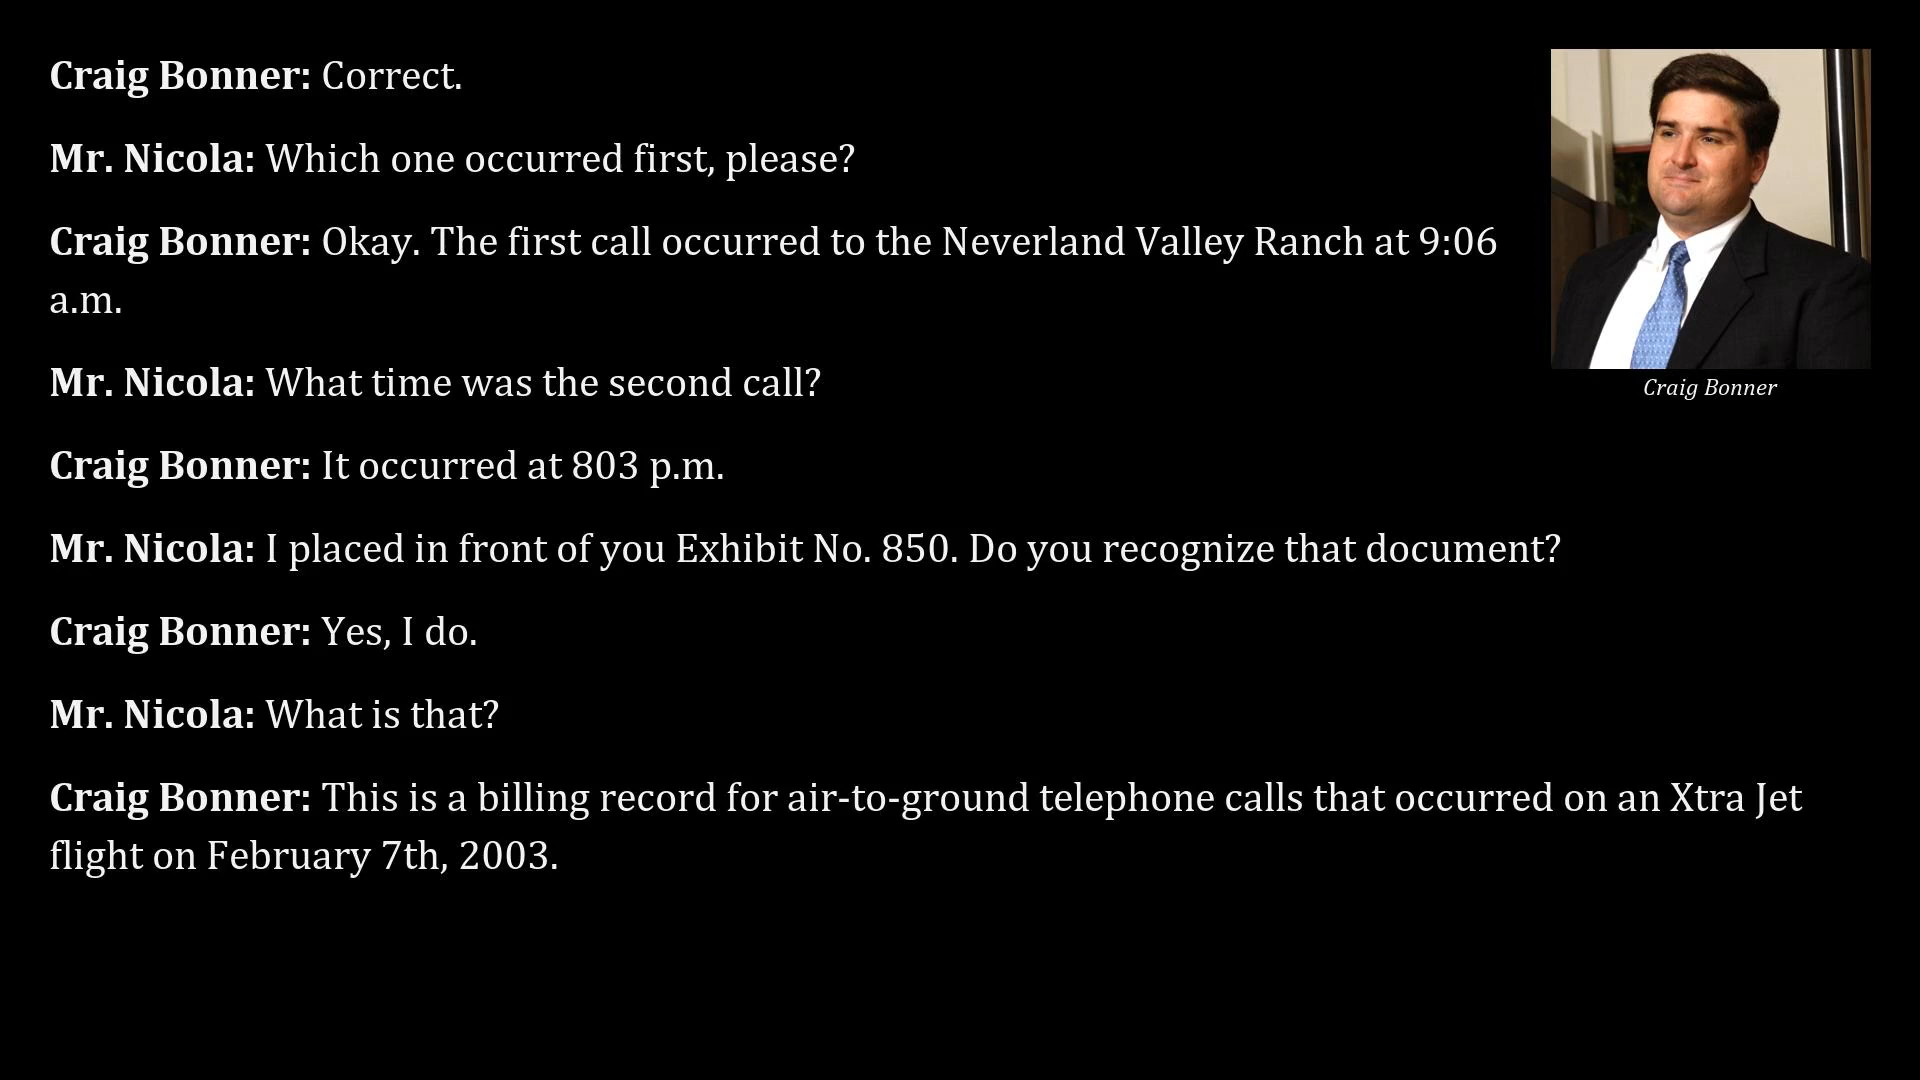 Craig Bonner: Correct.
Mr. Nicola: Which one occurred first, please?
Craig Bonner: Okay. The first call occurred to the Neverland Valley Ranch at 9:06
a.m.
Mr. Nicola: What time was the second call?
Craig Bonner
Craig Bonner: It occurred at 803 p.m.
Mr. Nicola: I placed in front of you Exhibit No. 850. Do you recognize that document?
Craig Bonner: Yes, I do.
Mr. Nicola: What is that?
Craig Bonner: This is a billing record for air-to-ground telephone calls that occurred on an Xtra Jet
flight on February 7th, 2003.